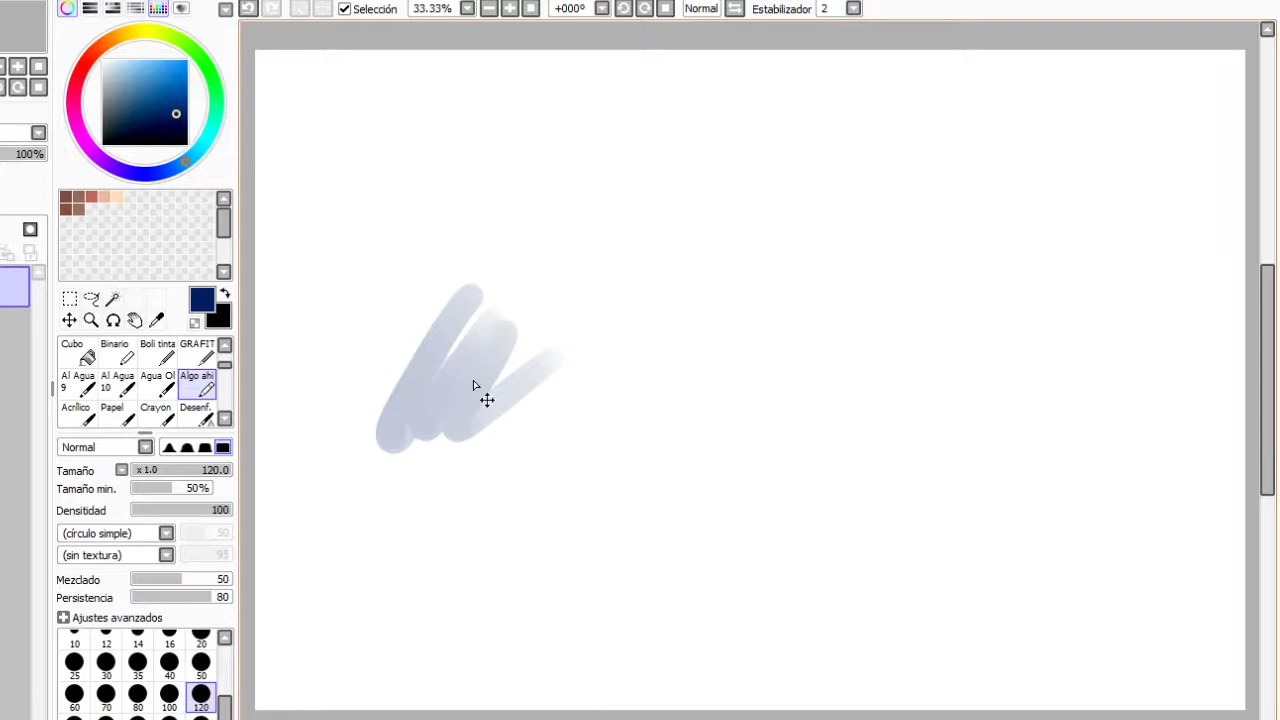 Selección 33.33% +000° Normal Estabilizador 2
100%
Cubo Binario Boli tinta GRAFIT
Al Agua 9 Al Agua 10 Agua Ol Algo ahi
Acrílico Papel Crayon Desenf.
Normal
Tamaño x 1.0 120.0
Tamaño min. 50%
Densitidad 100
(círculo simple) 50
(sin textura) 95
Mezclado 50
Persistencia 80
Ajustes avanzados
10 12 14 16 20
25 30 35 40 50
60 70 80 100 120